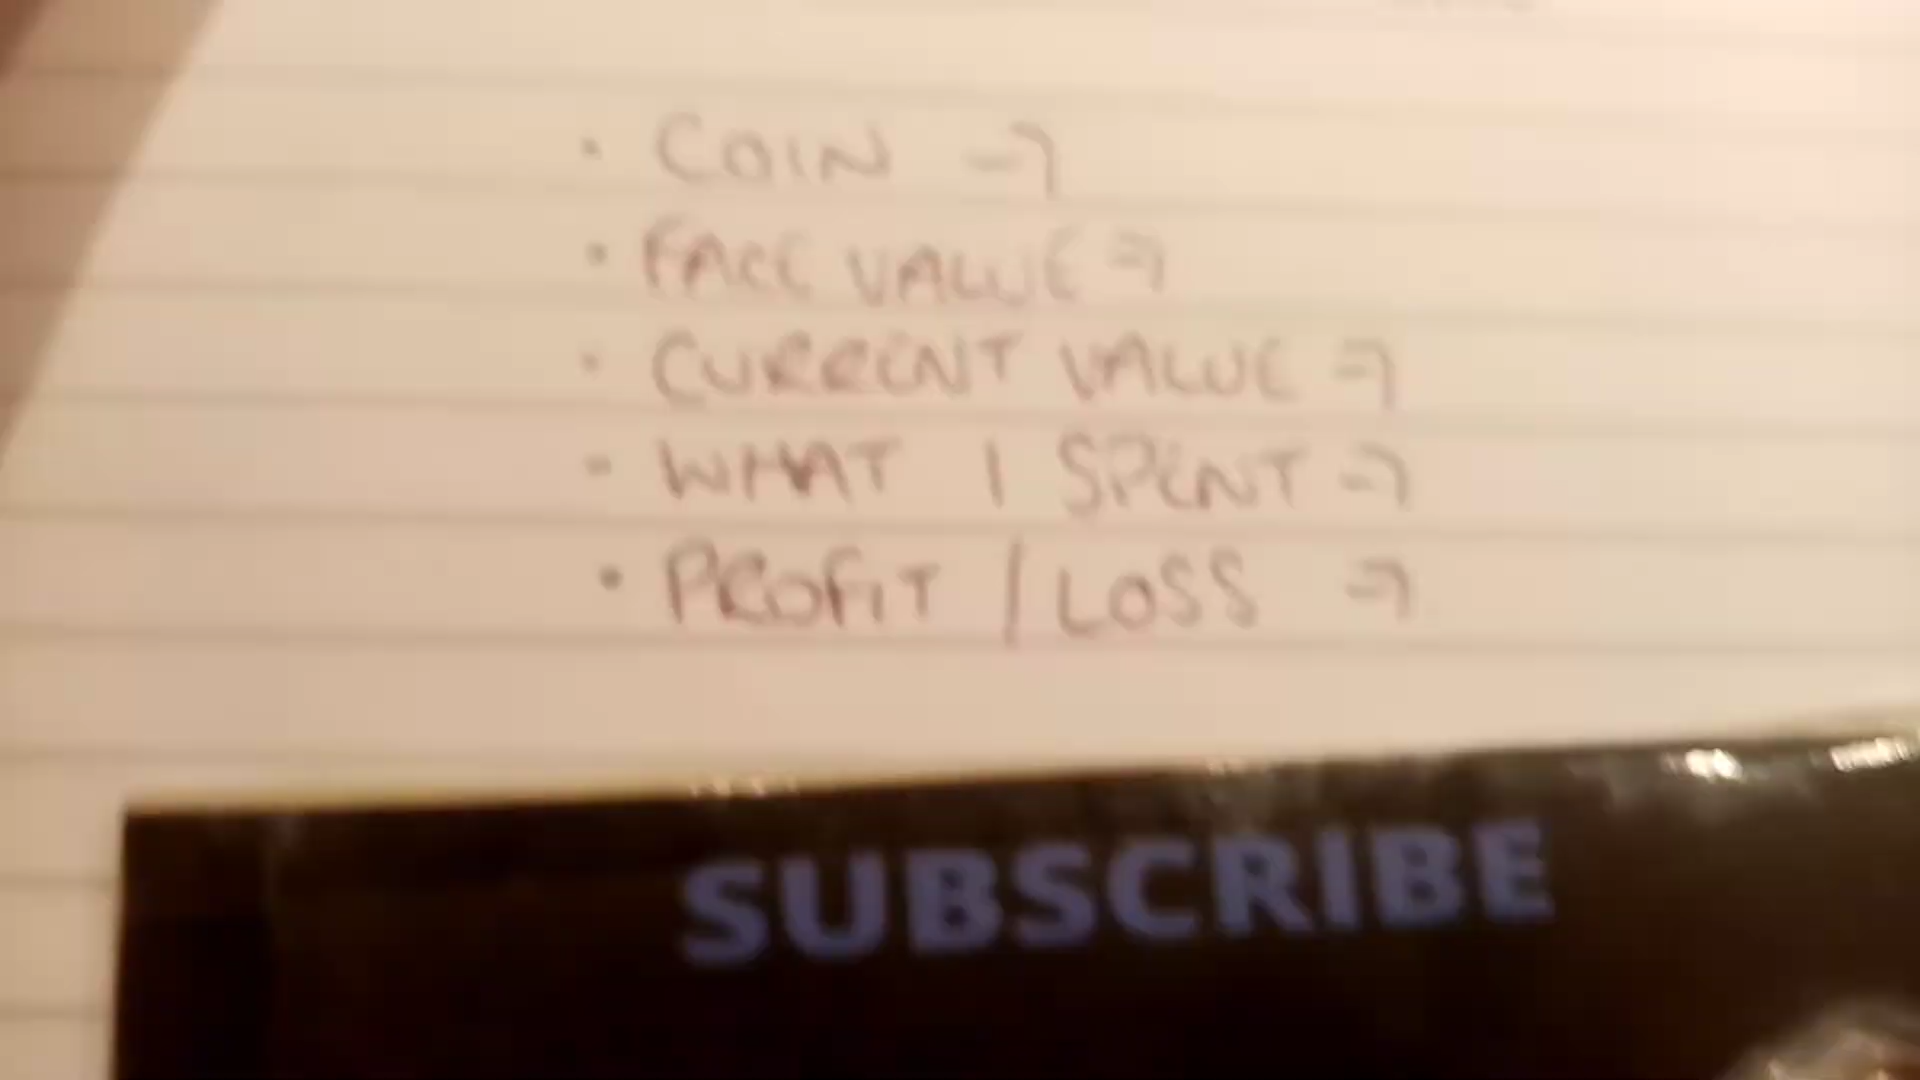 • COIN →
• FACE VALUE →
• CURRENT VALUE →
• WHAT I SPENT →
• PROFIT / LOSS →
SUBSCRIBE